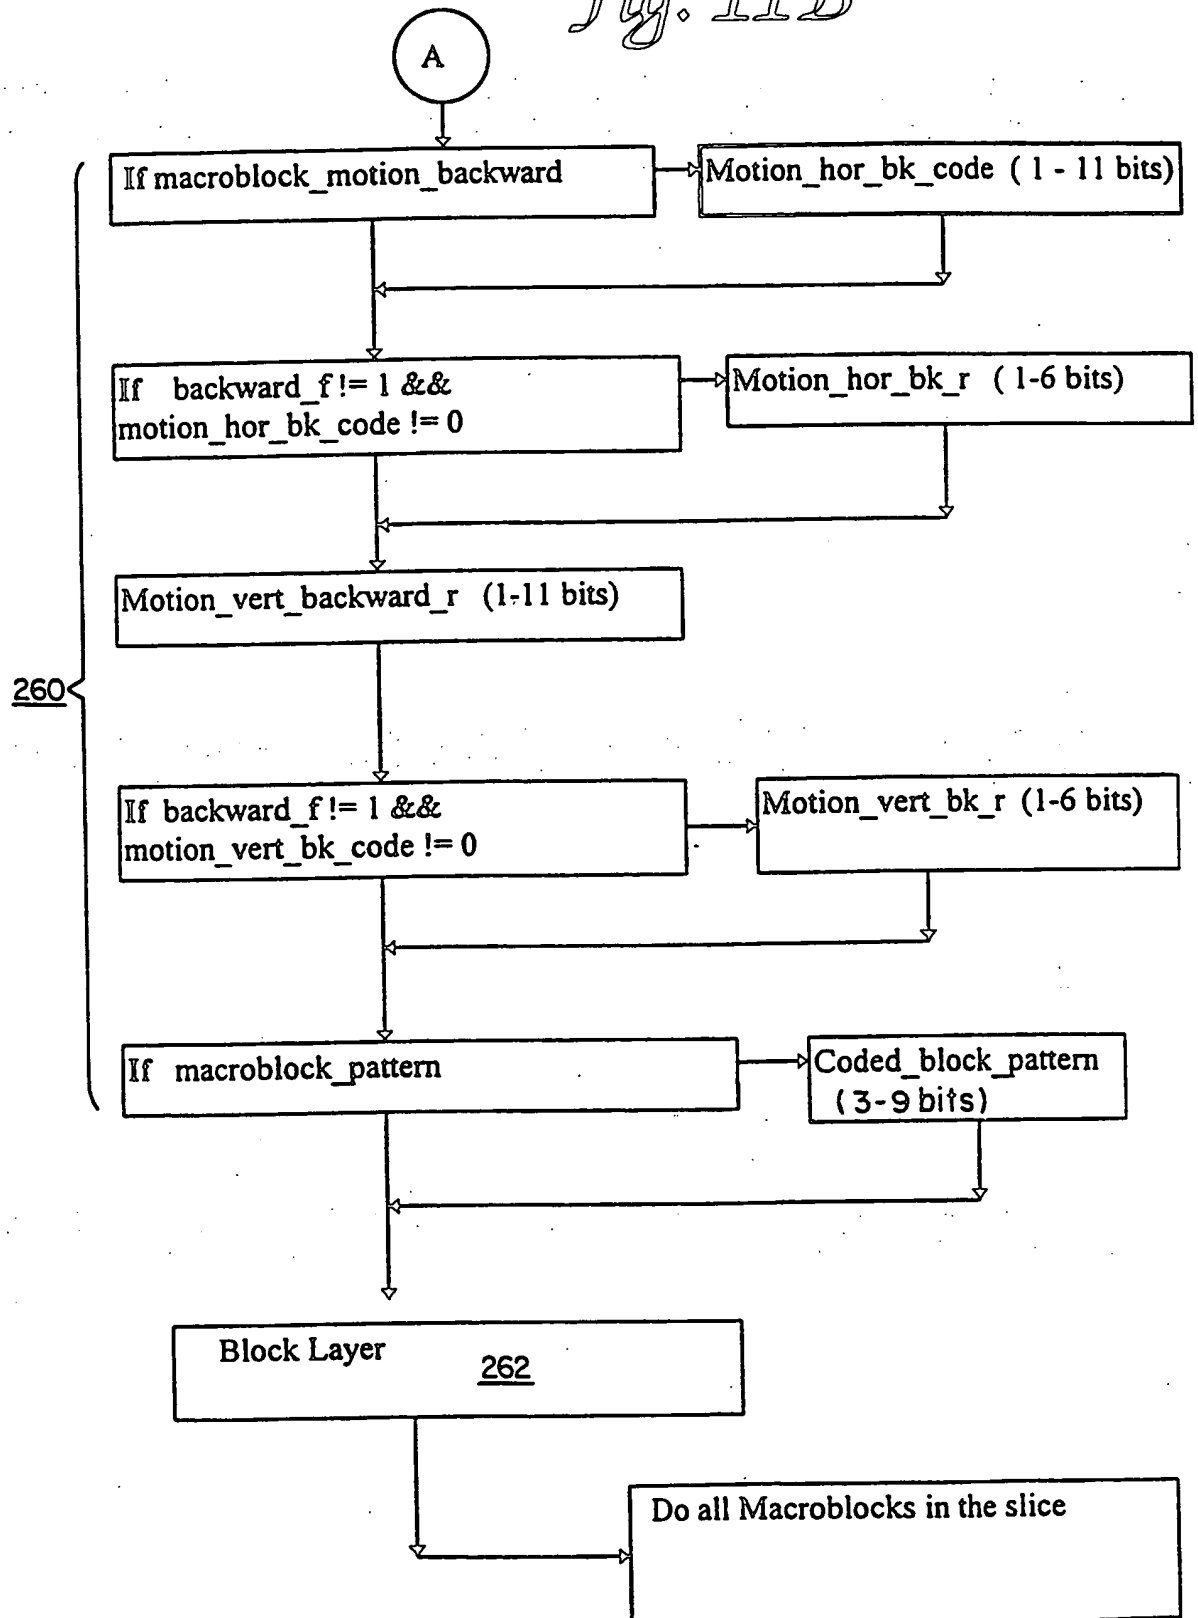 Fig. 11B
A
If macroblock_motion_backward
Motion_hor_bk_code ( 1 - 11 bits)
If backward_f != 1 &&
motion_hor_bk_code != 0
Motion_hor_bk_r ( 1-6 bits)
Motion_vert_backward_r (1-11 bits)
260
If backward_f != 1 &&
motion_vert_bk_code != 0
Motion_vert_bk_r (1-6 bits)
If macroblock_pattern
Coded_block_pattern
(3-9 bits)
Block Layer
262
Do all Macroblocks in the slice